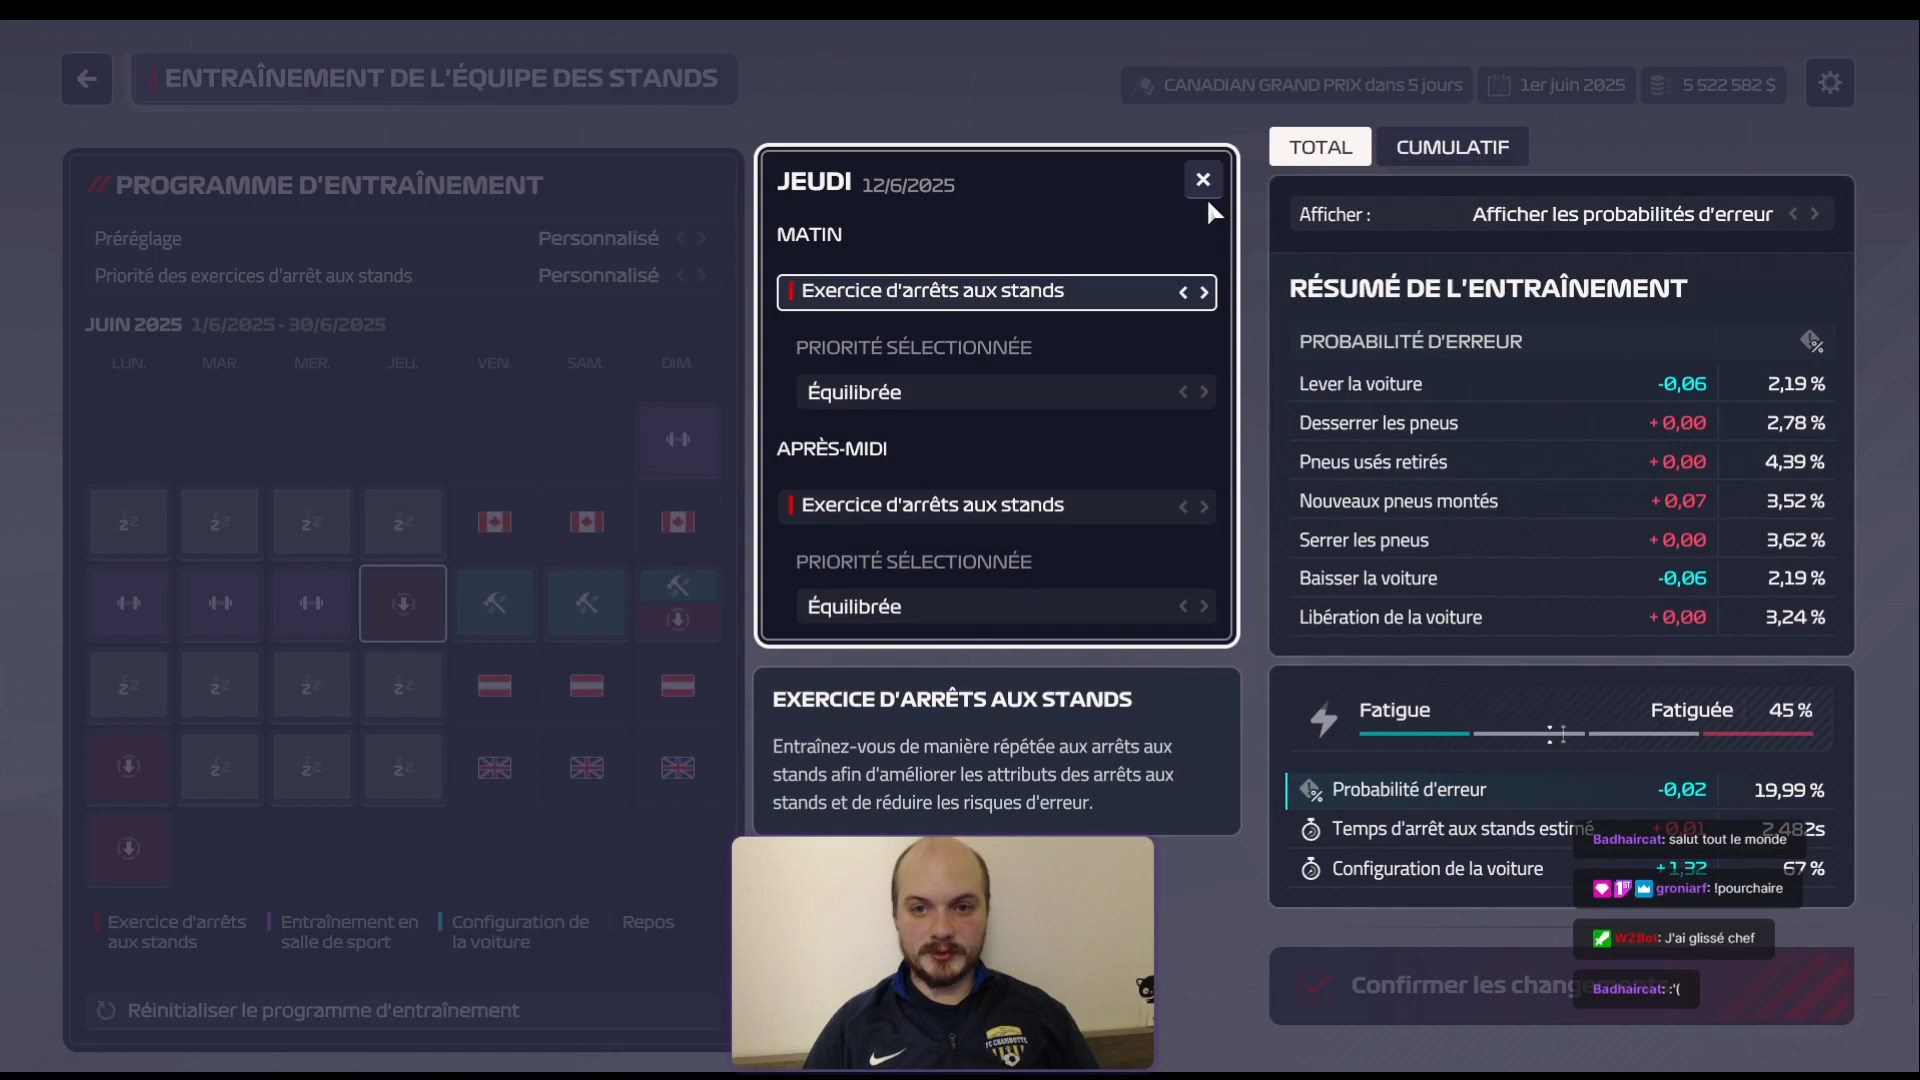 ENTRAÎNEMENT DE L'ÉQUIPE DES STANDS
CANADIAN GRAND PRIX dans 5 jours
1er juin 2025
5 522 582 $
// PROGRAMME D'ENTRAÎNEMENT
Préréglage
Personnalisé
Priorité des exercices d'arrêt aux stands
Personnalisé
JUIN 2025 1/6/2025 - 30/6/2025
LUN. MAR. MER. JEU. VEN. SAM. DIM.
Exercice d'arrêts
aux stands
Entraînement en
salle de sport
Configuration de
la voiture
Repos
Réinitialiser le programme d'entraînement
JEUDI 12/6/2025
MATIN
Exercice d'arrêts aux stands
PRIORITÉ SÉLECTIONNÉE
Équilibrée
APRÈS-MIDI
Exercice d'arrêts aux stands
PRIORITÉ SÉLECTIONNÉE
Équilibrée
EXERCICE D'ARRÊTS AUX STANDS
Entraînez-vous de manière répétée aux arrêts aux
stands afin d'améliorer les attributs des arrêts aux
stands et de réduire les risques d'erreur.
FC CHAMBOTTE
TOTAL
CUMULATIF
Afficher :
Afficher les probabilités d'erreur
RÉSUMÉ DE L'ENTRAÎNEMENT
PROBABILITÉ D'ERREUR
Lever la voiture -0,06 2,19 %
Desserrer les pneus + 0,00 2,78 %
Pneus usés retirés + 0,00 4,39 %
Nouveaux pneus montés + 0,07 3,52 %
Serrer les pneus + 0,00 3,62 %
Baisser la voiture -0,06 2,19 %
Libération de la voiture + 0,00 3,24 %
Fatigue Fatiguée 45 %
Probabilité d'erreur -0,02 19,99 %
Temps d'arrêt aux stands estimé + 0,01 2,482s
Configuration de la voiture + 1,32 67 %
Badhaircat: salut tout le monde
groniarf: !pourchaire
WZBot: J'ai glissé chef
Badhaircat: :'(
Confirmer les chang